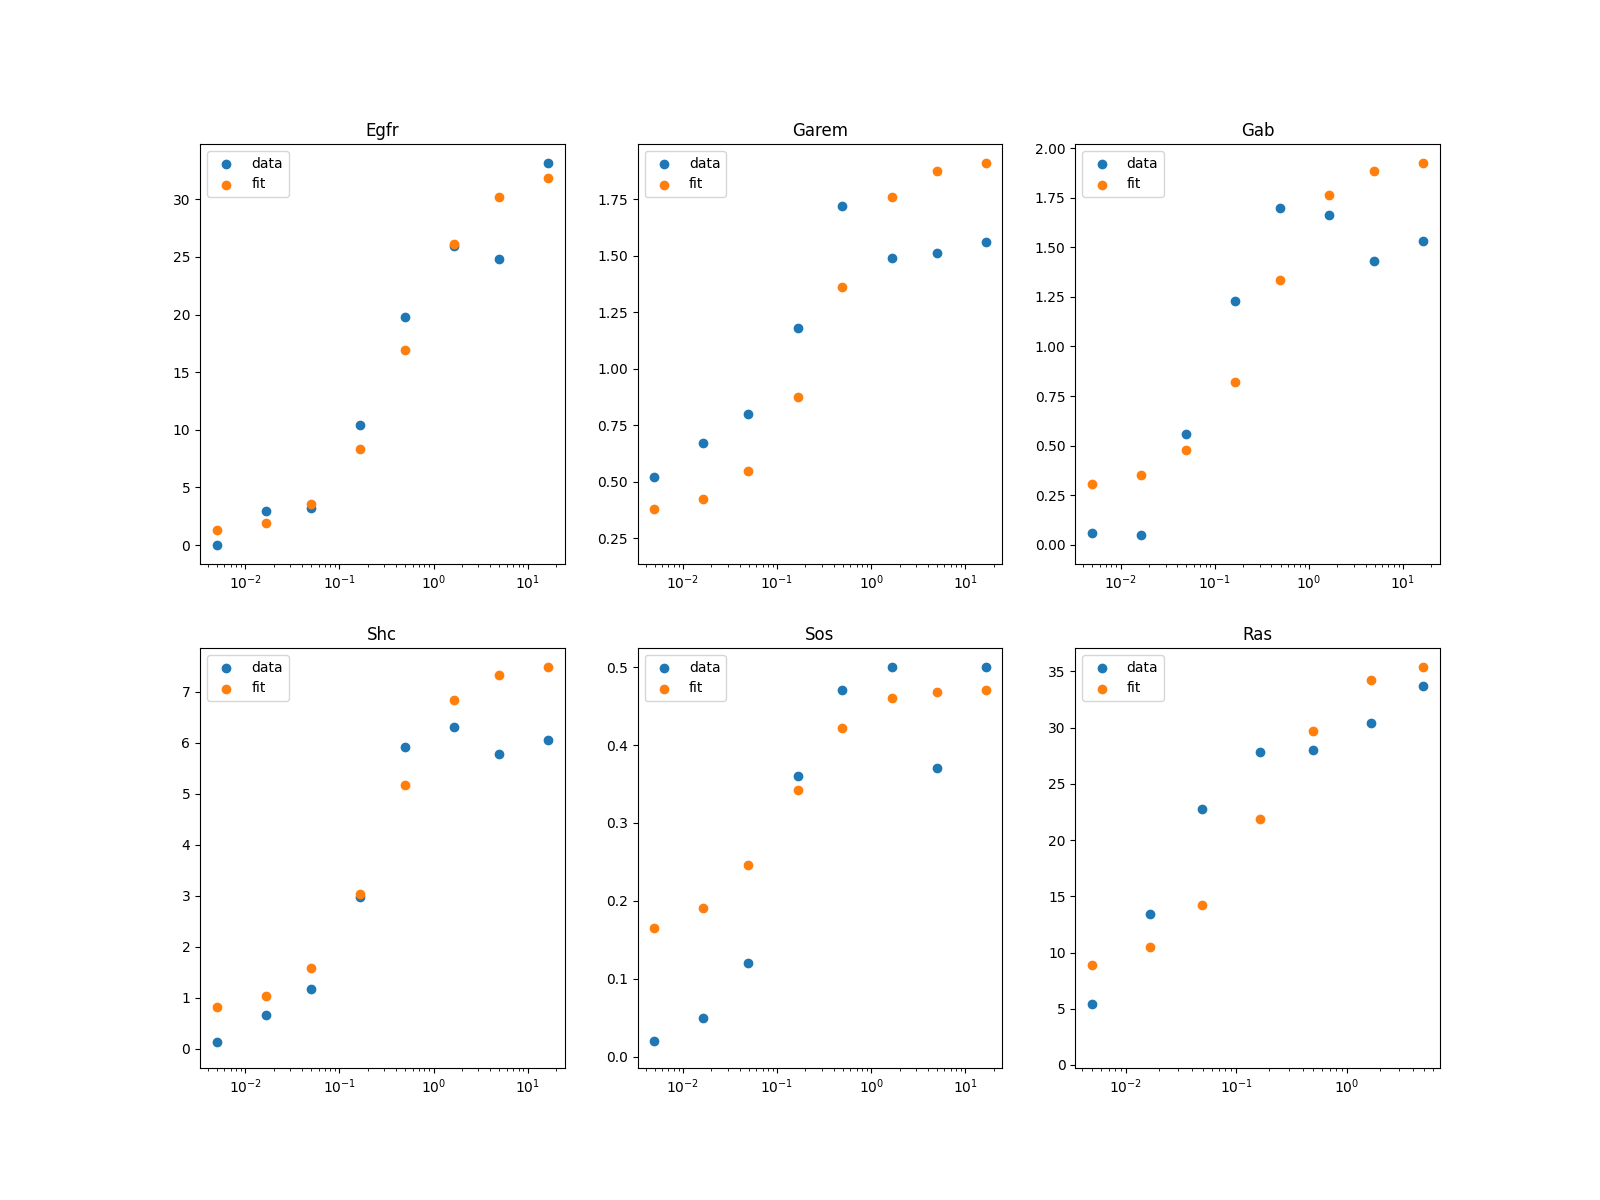 Egfr
data
fit
30
25
20
15
10
5
0
10⁻² 10⁻¹ 10⁰ 10¹
Garem
data
fit
1.75
1.50
1.25
1.00
0.75
0.50
0.25
10⁻² 10⁻¹ 10⁰ 10¹
Gab
data
fit
2.00
1.75
1.50
1.25
1.00
0.75
0.50
0.25
0.00
10⁻² 10⁻¹ 10⁰ 10¹
Shc
data
fit
7
6
5
4
3
2
1
0
10⁻² 10⁻¹ 10⁰ 10¹
Sos
data
fit
0.5
0.4
0.3
0.2
0.1
0.0
10⁻² 10⁻¹ 10⁰ 10¹
Ras
data
fit
35
30
25
20
15
10
5
0
10⁻² 10⁻¹ 10⁰